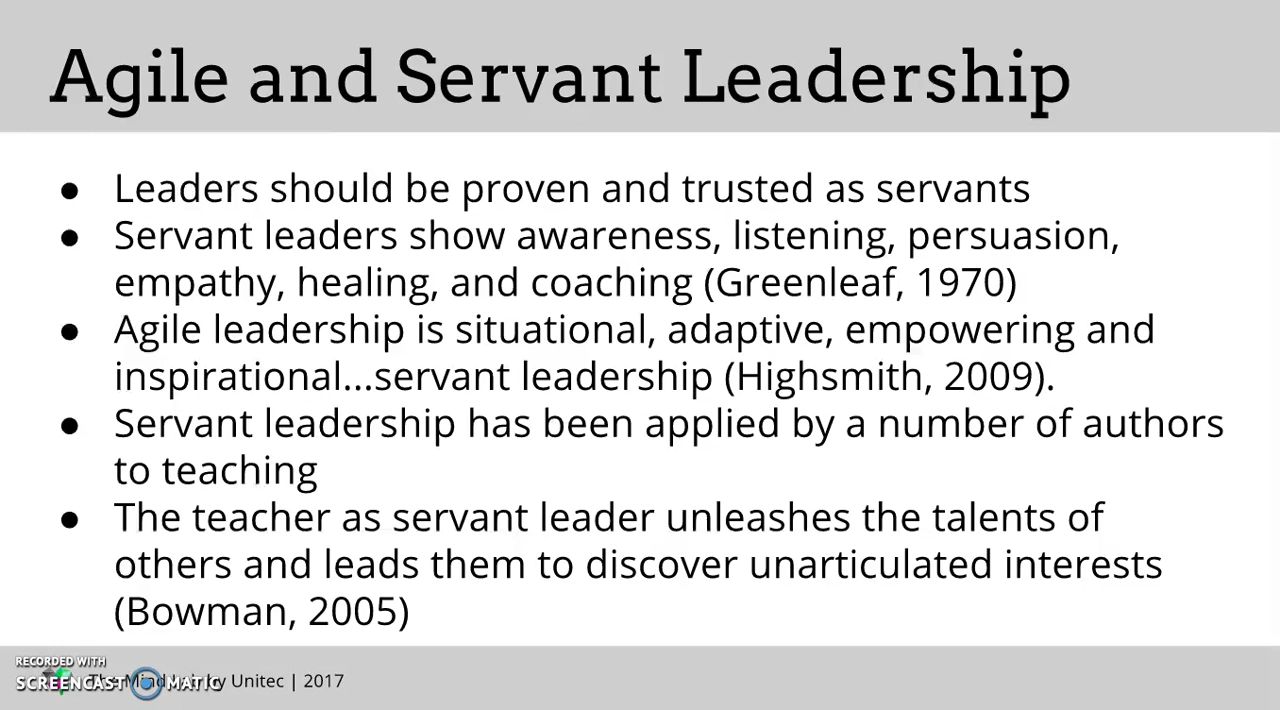 Agile and Servant Leadership
● Leaders should be proven and trusted as servants
● Servant leaders show awareness, listening, persuasion,
empathy, healing, and coaching (Greenleaf, 1970)
● Agile leadership is situational, adaptive, empowering and
inspirational...servant leadership (Highsmith, 2009).
● Servant leadership has been applied by a number of authors
to teaching
● The teacher as servant leader unleashes the talents of
others and leads them to discover unarticulated interests
(Bowman, 2005)
RECORDED WITH
SCREENCAST MATIC
by Unitec | 2017